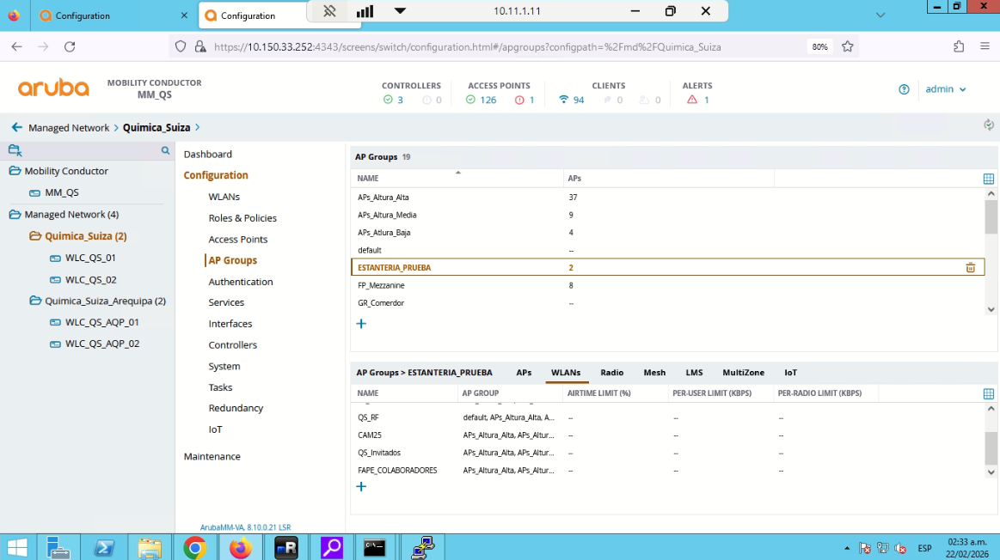 Configuration
Configuration
10.11.1.11
https://10.150.33.252:4343/screens/switch/configuration.html#/apgroups?configpath=%2Fmd%2FQuimica_Suiza
80%
aruba
MOBILITY CONDUCTOR
MM_QS
CONTROLLERS
3 0
ACCESS POINTS
126 1
CLIENTS
94 0 0
ALERTS
1
admin
Managed Network > Quimica_Suiza >
Mobility Conductor
MM_QS
Managed Network (4)
Quimica_Suiza (2)
WLC_QS_01
WLC_QS_02
Quimica_Suiza_Arequipa (2)
WLC_QS_AQP_01
WLC_QS_AQP_02
Dashboard
Configuration
WLANs
Roles & Policies
Access Points
AP Groups
Authentication
Services
Interfaces
Controllers
System
Tasks
Redundancy
IoT
Maintenance
ArubaMM-VA, 8.10.0.21 LSR
AP Groups 19
NAME APs
APs_Altura_Alta 37
APs_Altura_Media 9
APs_Atlura_Baja 4
default --
ESTANTERIA_PRUEBA 2
FP_Mezzanine 8
GR_Comerdor --
+
AP Groups > ESTANTERIA_PRUEBA APs WLANs Radio Mesh LMS MultiZone IoT
NAME AP GROUP AIRTIME LIMIT (%) PER-USER LIMIT (KBPS) PER-RADIO LIMIT (KBPS)
QS_RF default, APs_Altura_Alta, A... -- -- --
CAM25 APs_Altura_Alta, APs_Altur... -- -- --
QS_Invitados APs_Altura_Alta, APs_Altur... -- -- --
FAPE_COLABORADORES APs_Altura_Alta, APs_Altur... -- -- --
+
ESP
02:33 a.m.
22/02/2026